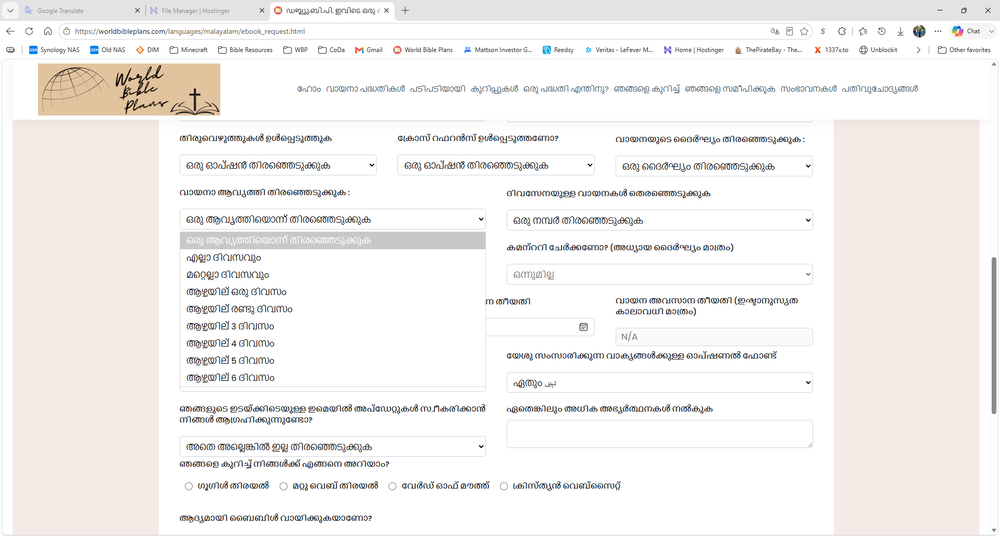 Google Translate
File Manager | Hostinger
ഡബ്ല്യു.ബി.പി. ഇവിടെ ഒരു
https://worldbibleplans.com/languages/malayalam/ebook_request.html
Chat
Synology NAS
Old NAS
DIM
Minecraft
Bible Resources
WBP
CoDa
Gmail
World Bible Plans
Mattson Investor G...
Reedsy
Veritas - LeFever M...
Home | Hostinger
ThePirateBay - The...
1337x.to
Unblockit
Other favorites
World
Bible
Plans
ഹോം വായനാ പദ്ധതികൾ പടിപടിയായി കുറിപ്പുകൾ ഒരു പദ്ധതി എന്തിനു? ഞങ്ങളെ കുറിച്ച് ഞങ്ങളെ സമീപിക്കുക സംഭാവനകൾ പതിവുചോദ്യങ്ങൾ
തിരുവെഴുത്തുകൾ ഉൾപ്പെടുത്തുക
ക്രോസ് റഫറൻസ് ഉൾപ്പെടുത്തണോ?
വായനയുടെ ദൈർഘ്യം തിരഞ്ഞെടുക്കുക :
ഒരു ഓപ്ഷൻ തിരഞ്ഞെടുക്കുക
ഒരു ഓപ്ഷൻ തിരഞ്ഞെടുക്കുക
ഒരു ദൈർഘ്യം തിരഞ്ഞെടുക്കുക
വായനാ ആവൃത്തി തിരഞ്ഞെടുക്കുക :
ദിവസേനയുള്ള വായനകൾ തെരഞ്ഞെടുക്കുക
ഒരു ആവൃത്തിയൊന്ന് തിരഞ്ഞെടുക്കുക
ഒരു നമ്പർ തിരഞ്ഞെടുക്കുക
ഒരു ആവൃത്തിയൊന്ന് തിരഞ്ഞെടുക്കുക
എല്ലാ ദിവസവും
മറ്റെല്ലാ ദിവസവും
ആഴ്ചയില് ഒരു ദിവസം
ആഴ്ചയില് രണ്ടു ദിവസം
ആഴ്ചയില് 3 ദിവസം
ആഴ്ചയില് 4 ദിവസം
ആഴ്ചയില് 5 ദിവസം
ആഴ്ചയില് 6 ദിവസം
കമന്ററി ചേർക്കണോ? (അധ്യായ ദൈർഘ്യം മാത്രം)
ഒന്നുമില്ല
ന തീയതി
വായന അവസാന തീയതി (ഇഷ്ടാനുസൃത
കാലാവധി മാത്രം)
N/A
യേശു സംസാരിക്കുന്ന വാക്യങ്ങൾക്കുള്ള ഓപ്ഷണൽ ഫോണ്ട്
ഏതും نہیں
ഞങ്ങളുടെ ഇടയ്ക്കിടെയുള്ള ഇമെയിൽ അപ്ഡേറ്റുകൾ സ്വീകരിക്കാൻ
നിങ്ങൾ ആഗ്രഹിക്കുന്നുണ്ടോ?
ഏതെങ്കിലും അധിക അഭ്യർത്ഥനകൾ നൽകുക
അതെ അല്ലെങ്കിൽ ഇല്ല തിരഞ്ഞെടുക്കുക
ഞങ്ങളെ കുറിച്ച് നിങ്ങൾക്ക് എങ്ങനെ അറിയാം?
ഗൂഗിൾ തിരയൽ
മറ്റു വെബ് തിരയൽ
വേർഡ് ഓഫ് മൗത്ത്
ക്രിസ്ത്യൻ വെബ്സൈറ്റ്
ആദ്യമായി ബൈബിൾ വായിക്കുകയാണോ?